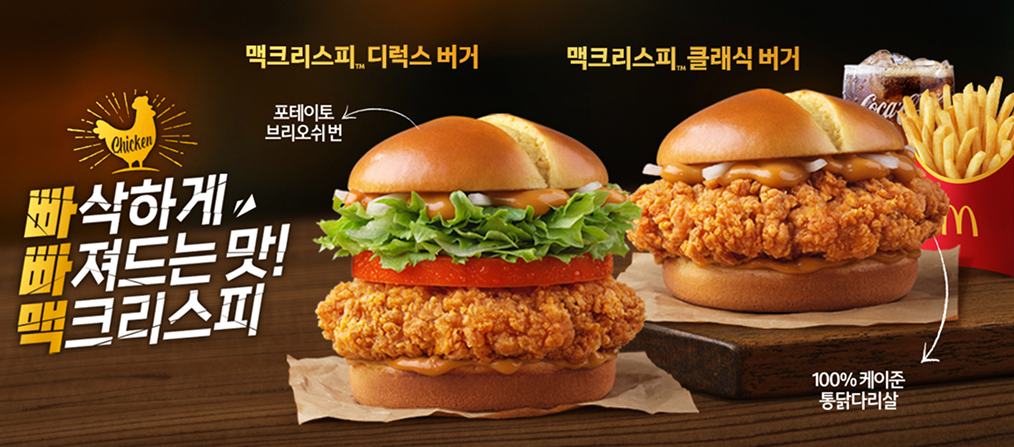 맥크리스피™ 디럭스 버거
맥크리스피™ 클래식 버거
포테이토
브리오쉬 번
Chicken
빠삭하게
빠져드는 맛!
맥크리스피
Coca-Cola
100% 케이준
통닭다리살